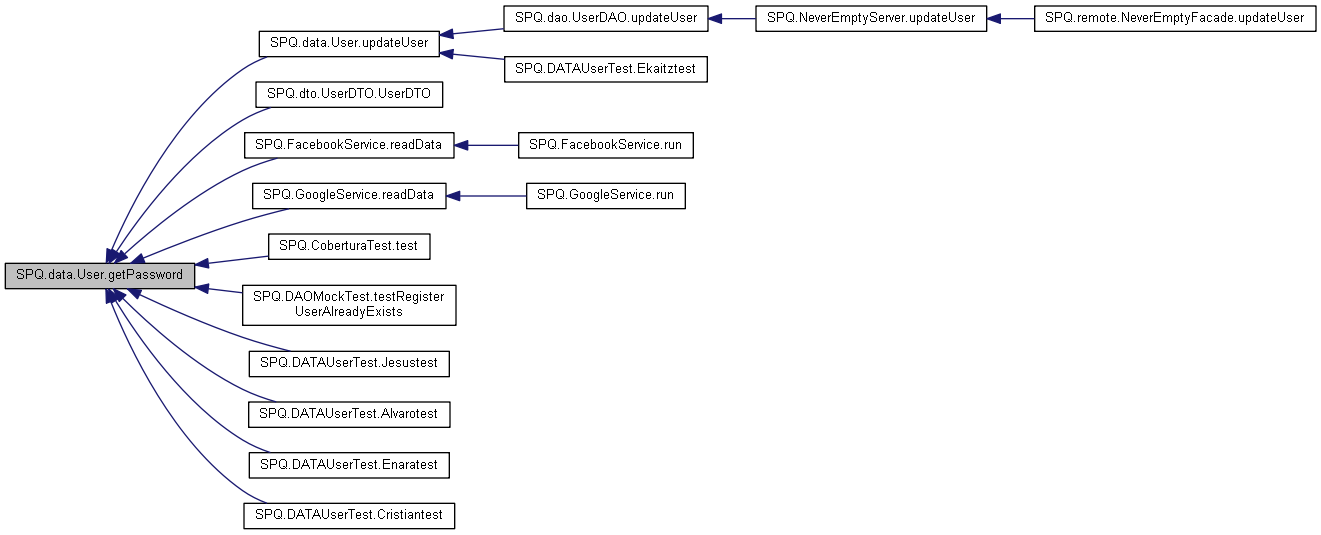 SPQ.dao.UserDAO.updateUser
SPQ.NeverEmptyServer.updateUser
SPQ.remote.NeverEmptyFacade.updateUser
SPQ.data.User.updateUser
SPQ.DATAUserTest.Ekaitztest
SPQ.dto.UserDTO.UserDTO
SPQ.FacebookService.readData
SPQ.FacebookService.run
SPQ.GoogleService.readData
SPQ.GoogleService.run
SPQ.CoberturaTest.test
SPQ.data.User.getPassword
SPQ.DAOMockTest.testRegister
UserAlreadyExists
SPQ.DATAUserTest.Jesustest
SPQ.DATAUserTest.Alvarotest
SPQ.DATAUserTest.Enaratest
SPQ.DATAUserTest.Cristiantest